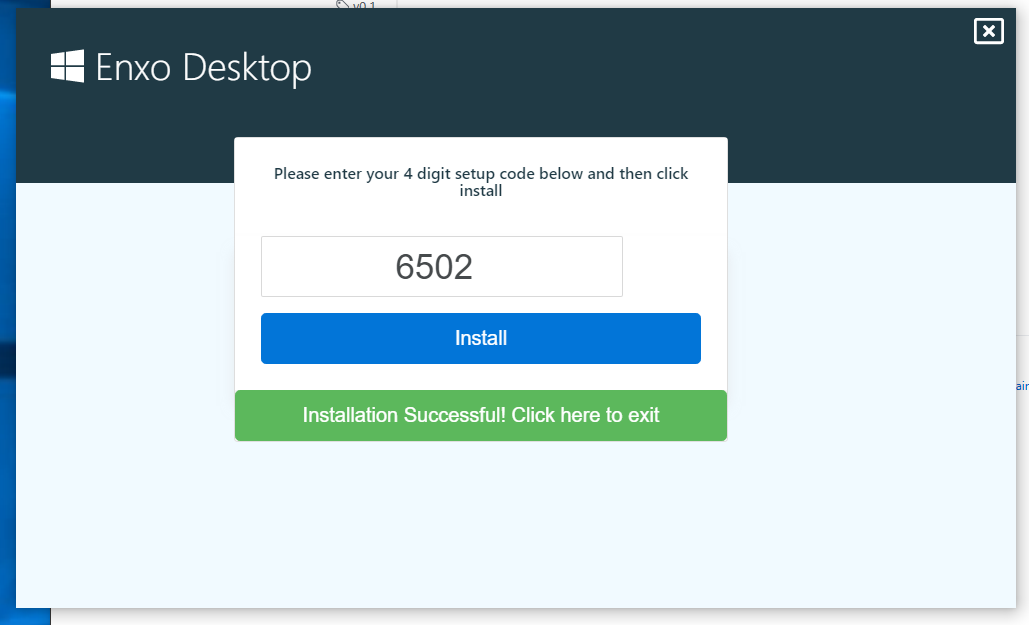 v0.1
Enxo Desktop
Please enter your 4 digit setup code below and then click
install
6502
Install
Installation Successful! Click here to exit